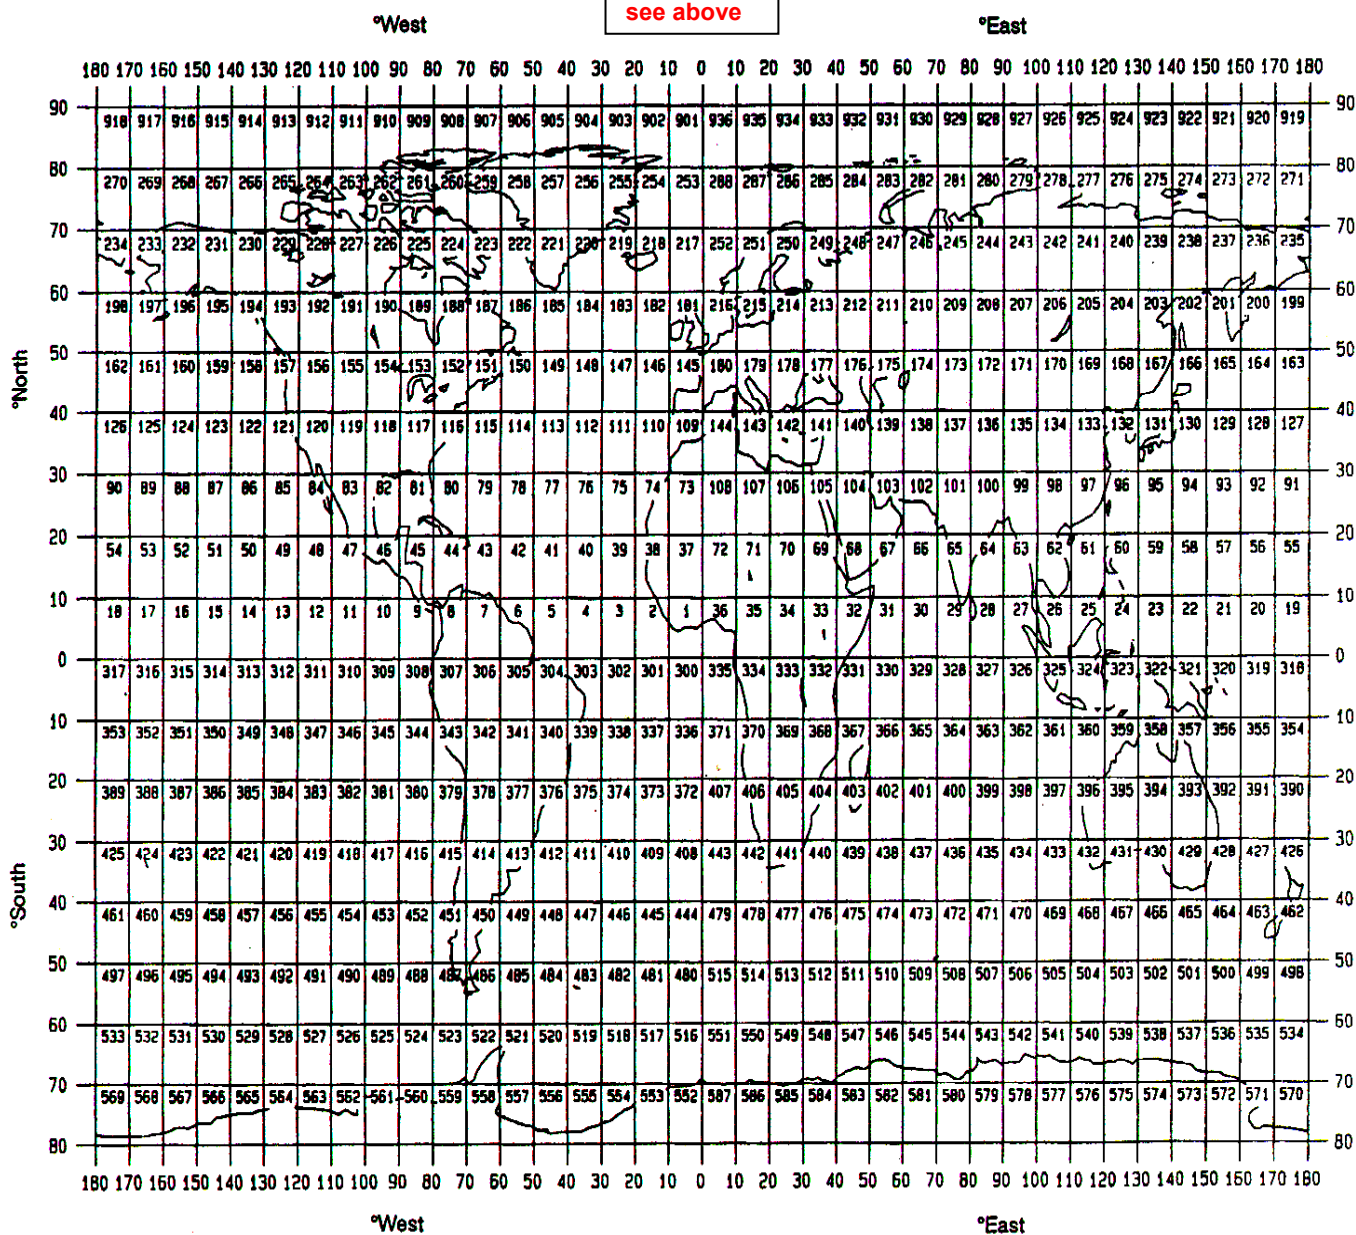 see above
°West °East
180 170 160 150 140 130 120 110 100 90 80 70 60 50 40 30 20 10 0 10 20 30 40 50 60 70 80 90 100 110 120 130 140 150 160 170 180
90 90
918 917 916 915 914 913 912 911 910 909 908 907 906 905 904 903 902 901 936 935 934 933 932 931 930 929 928 927 926 925 924 923 922 921 920 919
80 80
270 269 268 267 266 265 264 263 262 261 260 259 258 257 256 255 254 253 288 287 286 285 284 283 282 281 280 279 278 277 276 275 274 273 272 271
70 70
234 233 232 231 230 229 228 227 226 225 224 223 222 221 220 219 218 217 252 251 250 249 248 247 246 245 244 243 242 241 240 239 238 237 236 235
60 60
198 197 196 195 194 193 192 191 190 189 188 187 186 185 184 183 182 181 216 215 214 213 212 211 210 209 208 207 206 205 204 203 202 201 200 199
50 50
162 161 160 159 158 157 156 155 154 153 152 151 150 149 148 147 146 145 180 179 178 177 176 175 174 173 172 171 170 169 168 167 166 165 164 163
°North
40 40
126 125 124 123 122 121 120 119 118 117 116 115 114 113 112 111 110 109 144 143 142 141 140 139 138 137 136 135 134 133 132 131 130 129 128 127
30 30
90 89 88 87 86 85 84 83 82 81 80 79 78 77 76 75 74 73 108 107 106 105 104 103 102 101 100 99 98 97 96 95 94 93 92 91
20 20
54 53 52 51 50 49 48 47 46 45 44 43 42 41 40 39 38 37 72 71 70 69 68 67 66 65 64 63 62 61 60 59 58 57 56 55
10 10
18 17 16 15 14 13 12 11 10 9 8 7 6 5 4 3 2 1 36 35 34 33 32 31 30 29 28 27 26 25 24 23 22 21 20 19
0 0
317 316 315 314 313 312 311 310 309 308 307 306 305 304 303 302 301 300 335 334 333 332 331 330 329 328 327 326 325 324 323 322 321 320 319 318
10 10
353 352 351 350 349 348 347 346 345 344 343 342 341 340 339 338 337 336 371 370 369 368 367 366 365 364 363 362 361 360 359 358 357 356 355 354
20 20
389 388 387 386 385 384 383 382 381 380 379 378 377 376 375 374 373 372 407 406 405 404 403 402 401 400 399 398 397 396 395 394 393 392 391 390
30 30
425 424 423 422 421 420 419 418 417 416 415 414 413 412 411 410 409 408 443 442 441 440 439 438 437 436 435 434 433 432 431 430 429 428 427 426
°South
40 40
461 460 459 458 457 456 455 454 453 452 451 450 449 448 447 446 445 444 479 478 477 476 475 474 473 472 471 470 469 468 467 466 465 464 463 462
50 50
497 496 495 494 493 492 491 490 489 488 487 486 485 484 483 482 481 480 515 514 513 512 511 510 509 508 507 506 505 504 503 502 501 500 499 498
60 60
533 532 531 530 529 528 527 526 525 524 523 522 521 520 519 518 517 516 551 550 549 548 547 546 545 544 543 542 541 540 539 538 537 536 535 534
70 70
569 568 567 566 565 564 563 562 561 560 559 558 557 556 555 554 553 552 587 586 585 584 583 582 581 580 579 578 577 576 575 574 573 572 571 570
80 80
180 170 160 150 140 130 120 110 100 90 80 70 60 50 40 30 20 10 0 10 20 30 40 50 60 70 80 90 100 110 120 130 140 150 160 170 180
°West °East